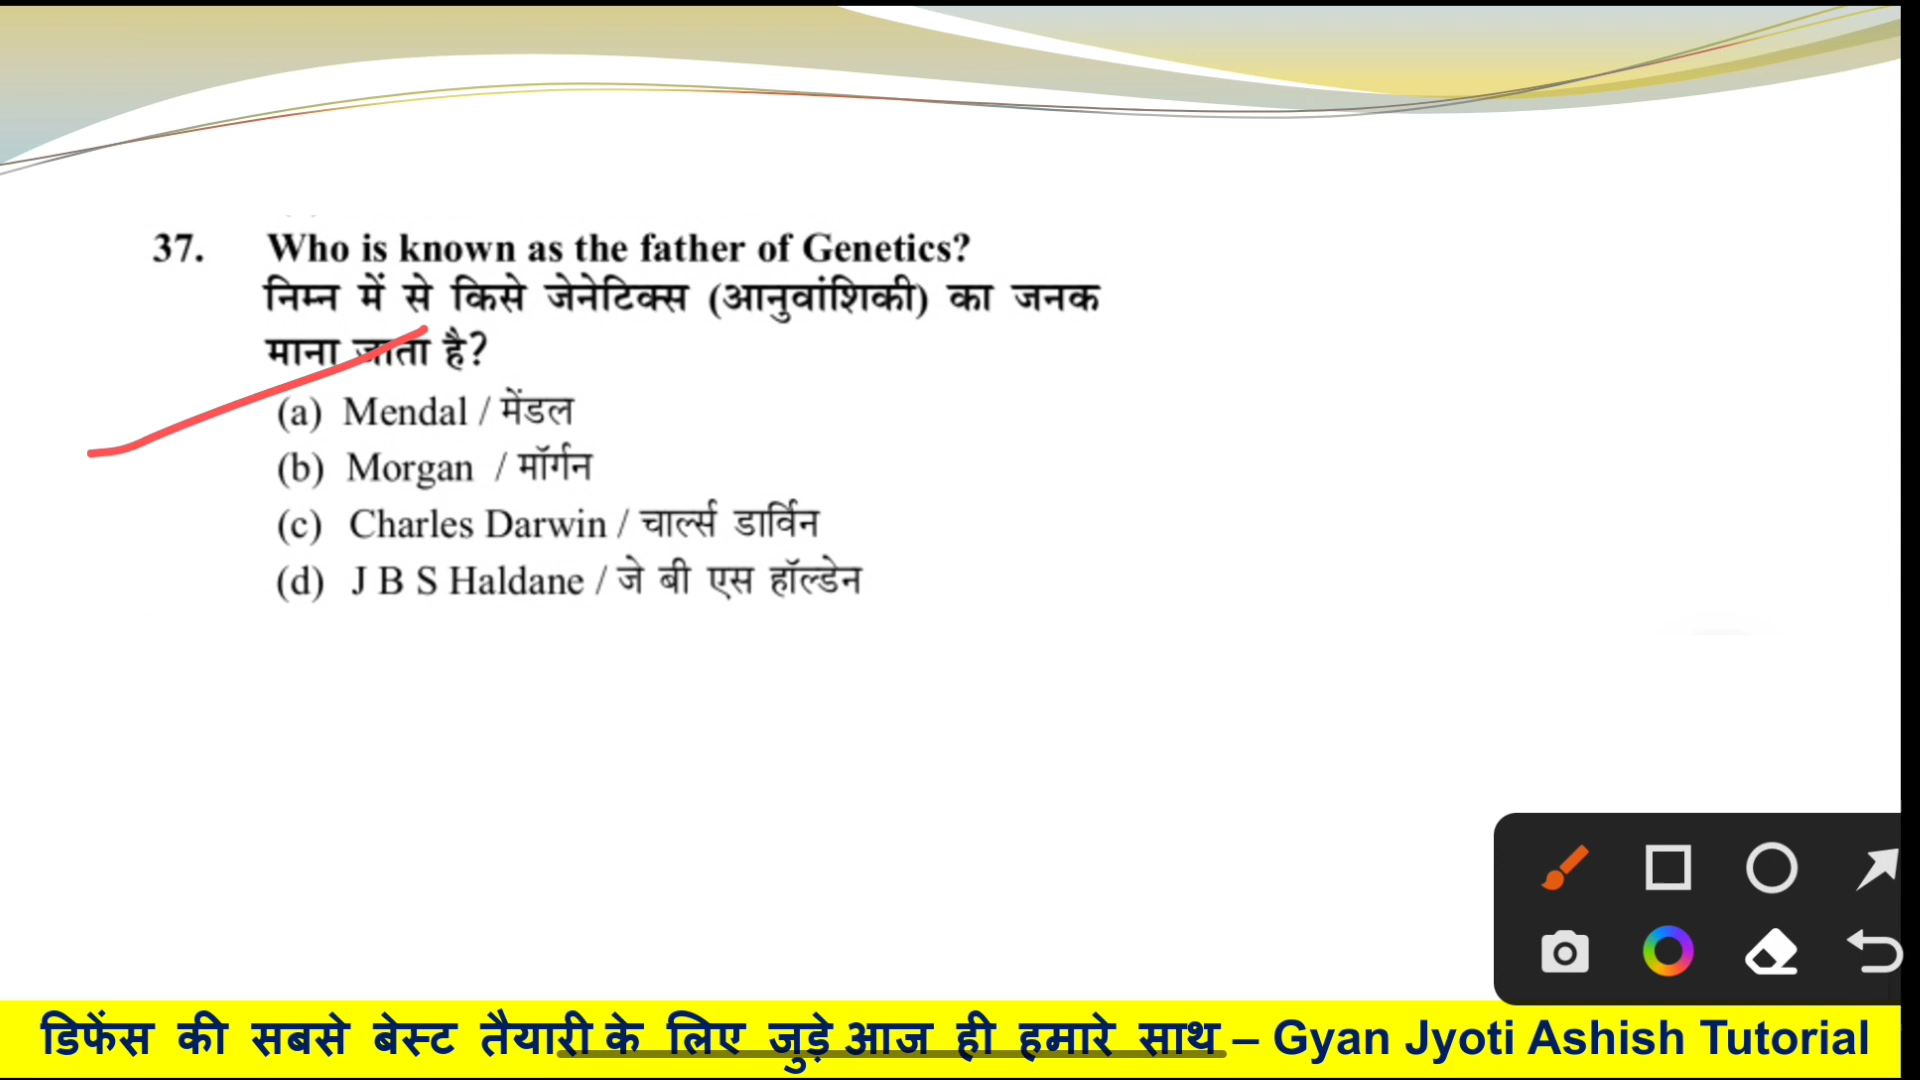 37. Who is known as the father of Genetics?
निम्न में से किसे जेनेटिक्स (आनुवांशिकी) का जनक
माना जाता है?
(a) Mendal / मेंडल
(b) Morgan / मॉर्गन
(c) Charles Darwin / चार्ल्स डार्विन
(d) J B S Haldane / जे बी एस हॉल्डेन
डिफेंस की सबसे बेस्ट तैयारी के लिए जुड़े आज ही हमारे साथ – Gyan Jyoti Ashish Tutorial